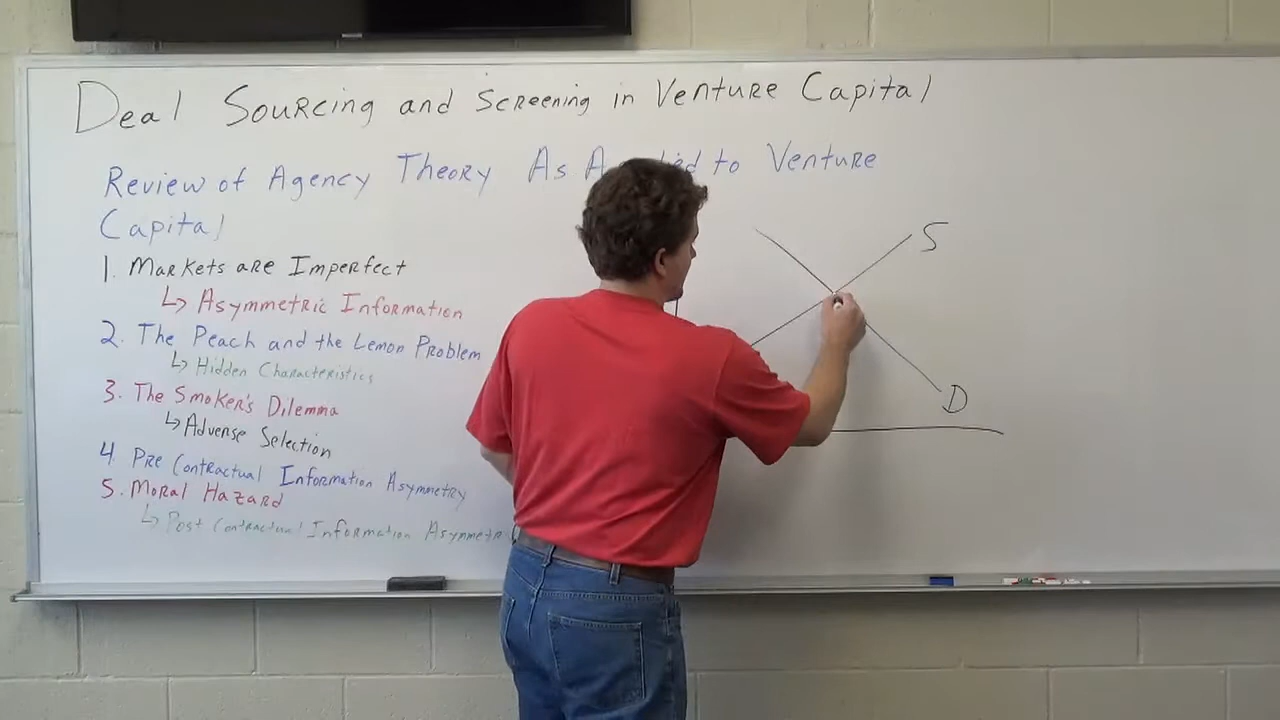 Deal Sourcing and Screening in Venture Capital
Review of Agency Theory As to Venture
Capital
1. Markets are Imperfect
↳ Asymmetric Information
2. The Peach and the Lemon Problem
↳ Hidden Characteristics
3. The Smoker's Dilemma
↳ Adverse Selection
4 Pre Contractual Information Asymmetry
5. Moral Hazard
↳ Post Contractual Information
S
D